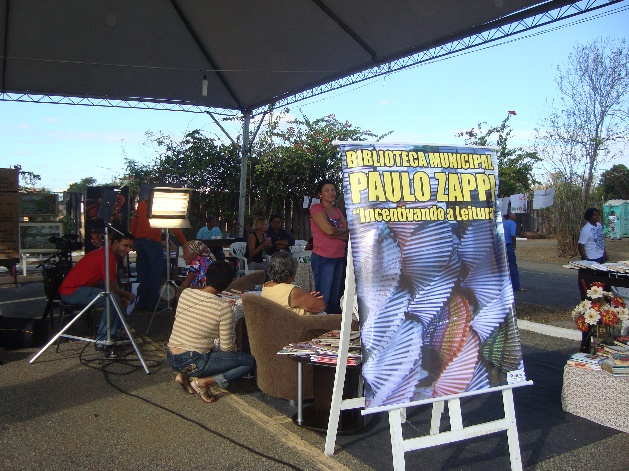 BIBLIOTECA MUNICIPAL
PAULO ZAPPI
"Incentivando a Leitura"